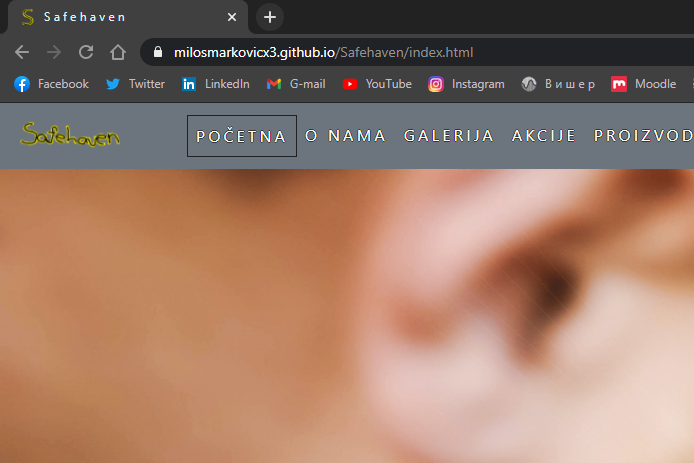 Safehaven
milosmarkovicx3.github.io/Safehaven/index.html
Facebook Twitter LinkedIn G-mail YouTube Instagram Вишер Moodle
Safehaven POČETNA O NAMA GALERIJA AKCIJE PROIZVOD